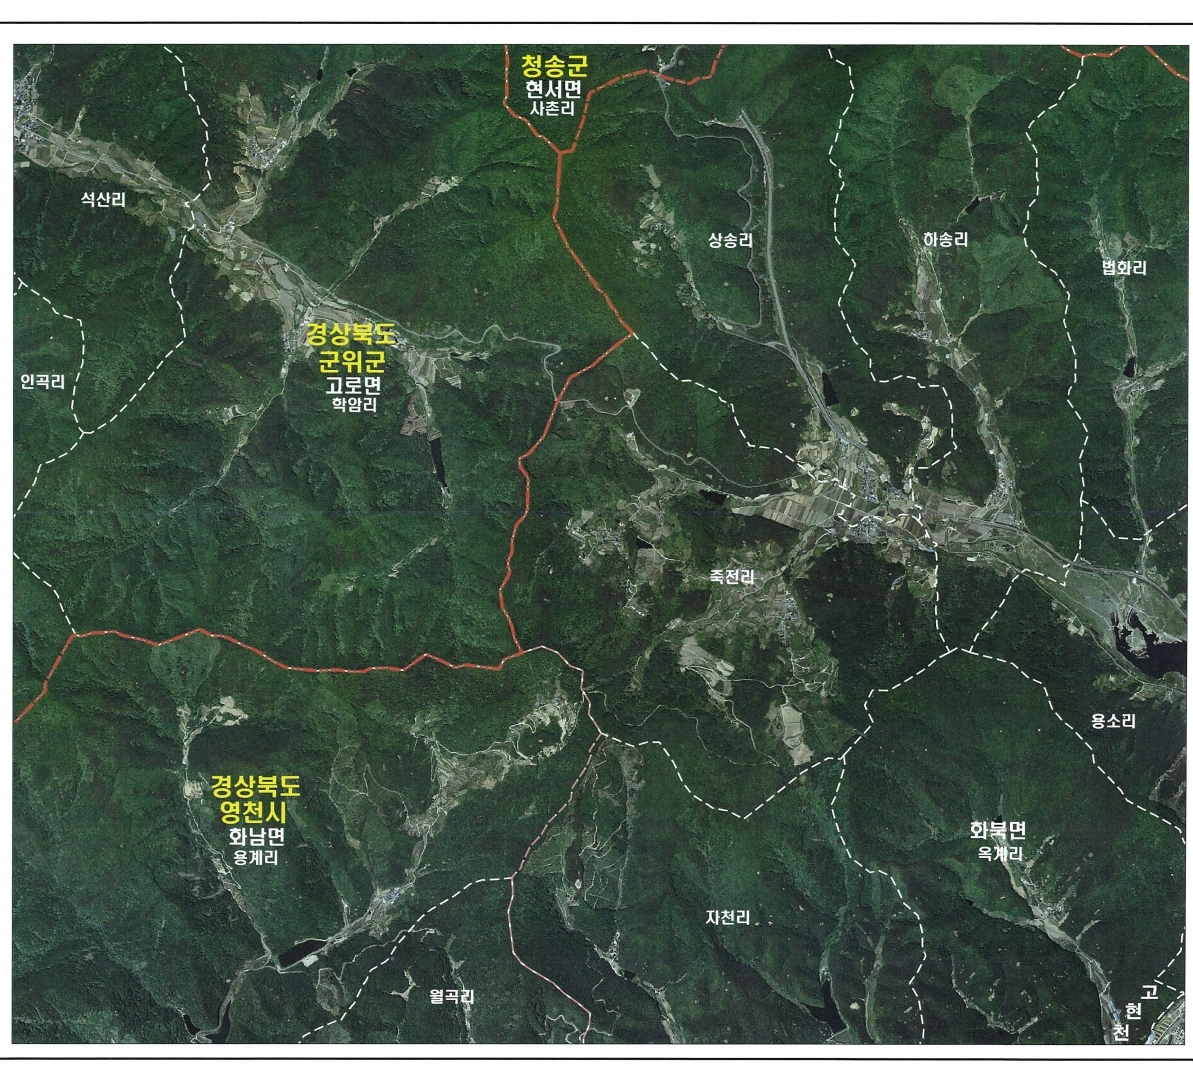 청송군
현서면
사촌리
석산리
상송리
하송리
법화리
경상북도
군위군
고로면
학암리
인곡리
죽전리
용소리
경상북도
영천시
화남면
용계리
화북면
옥계리
자천리
월곡리
고
현
천